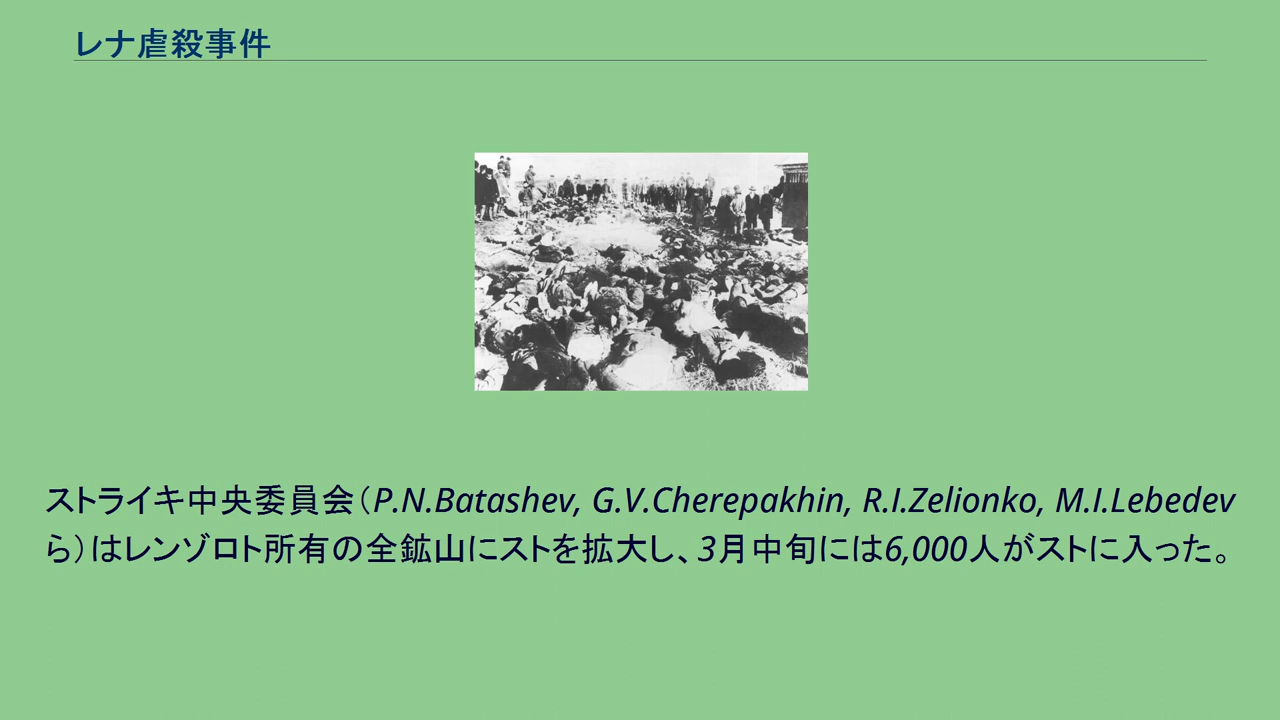 レナ虐殺事件
ストライキ中央委員会（P.N.Batashev, G.V.Cherepakhin, R.I.Zelionko, M.I.Lebedev
ら）はレンゾロト所有の全鉱山にストを拡大し、3月中旬には6,000人がストに入った。